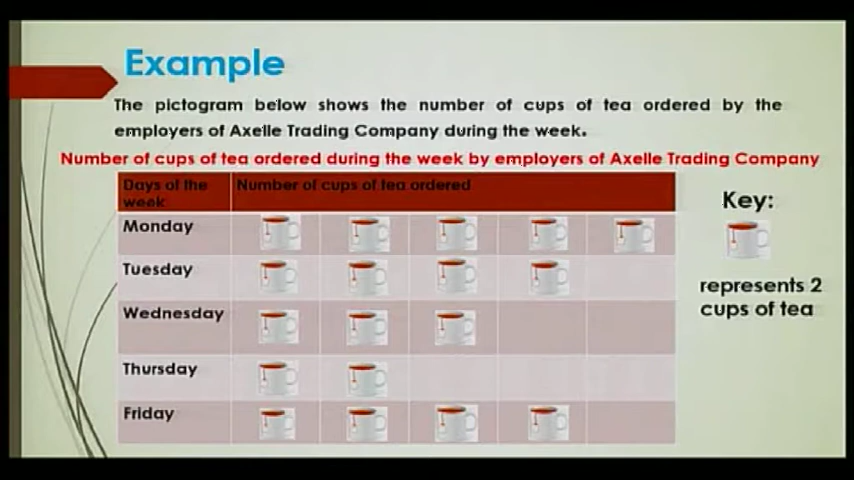 Example
The pictogram below shows the number of cups of tea ordered by the
employers of Axelle Trading Company during the week.
Number of cups of tea ordered during the week by employers of Axelle Trading Company
Days of the week
Number of cups of tea ordered
Monday
Tuesday
Wednesday
Thursday
Friday
Key:
represents 2
cups of tea